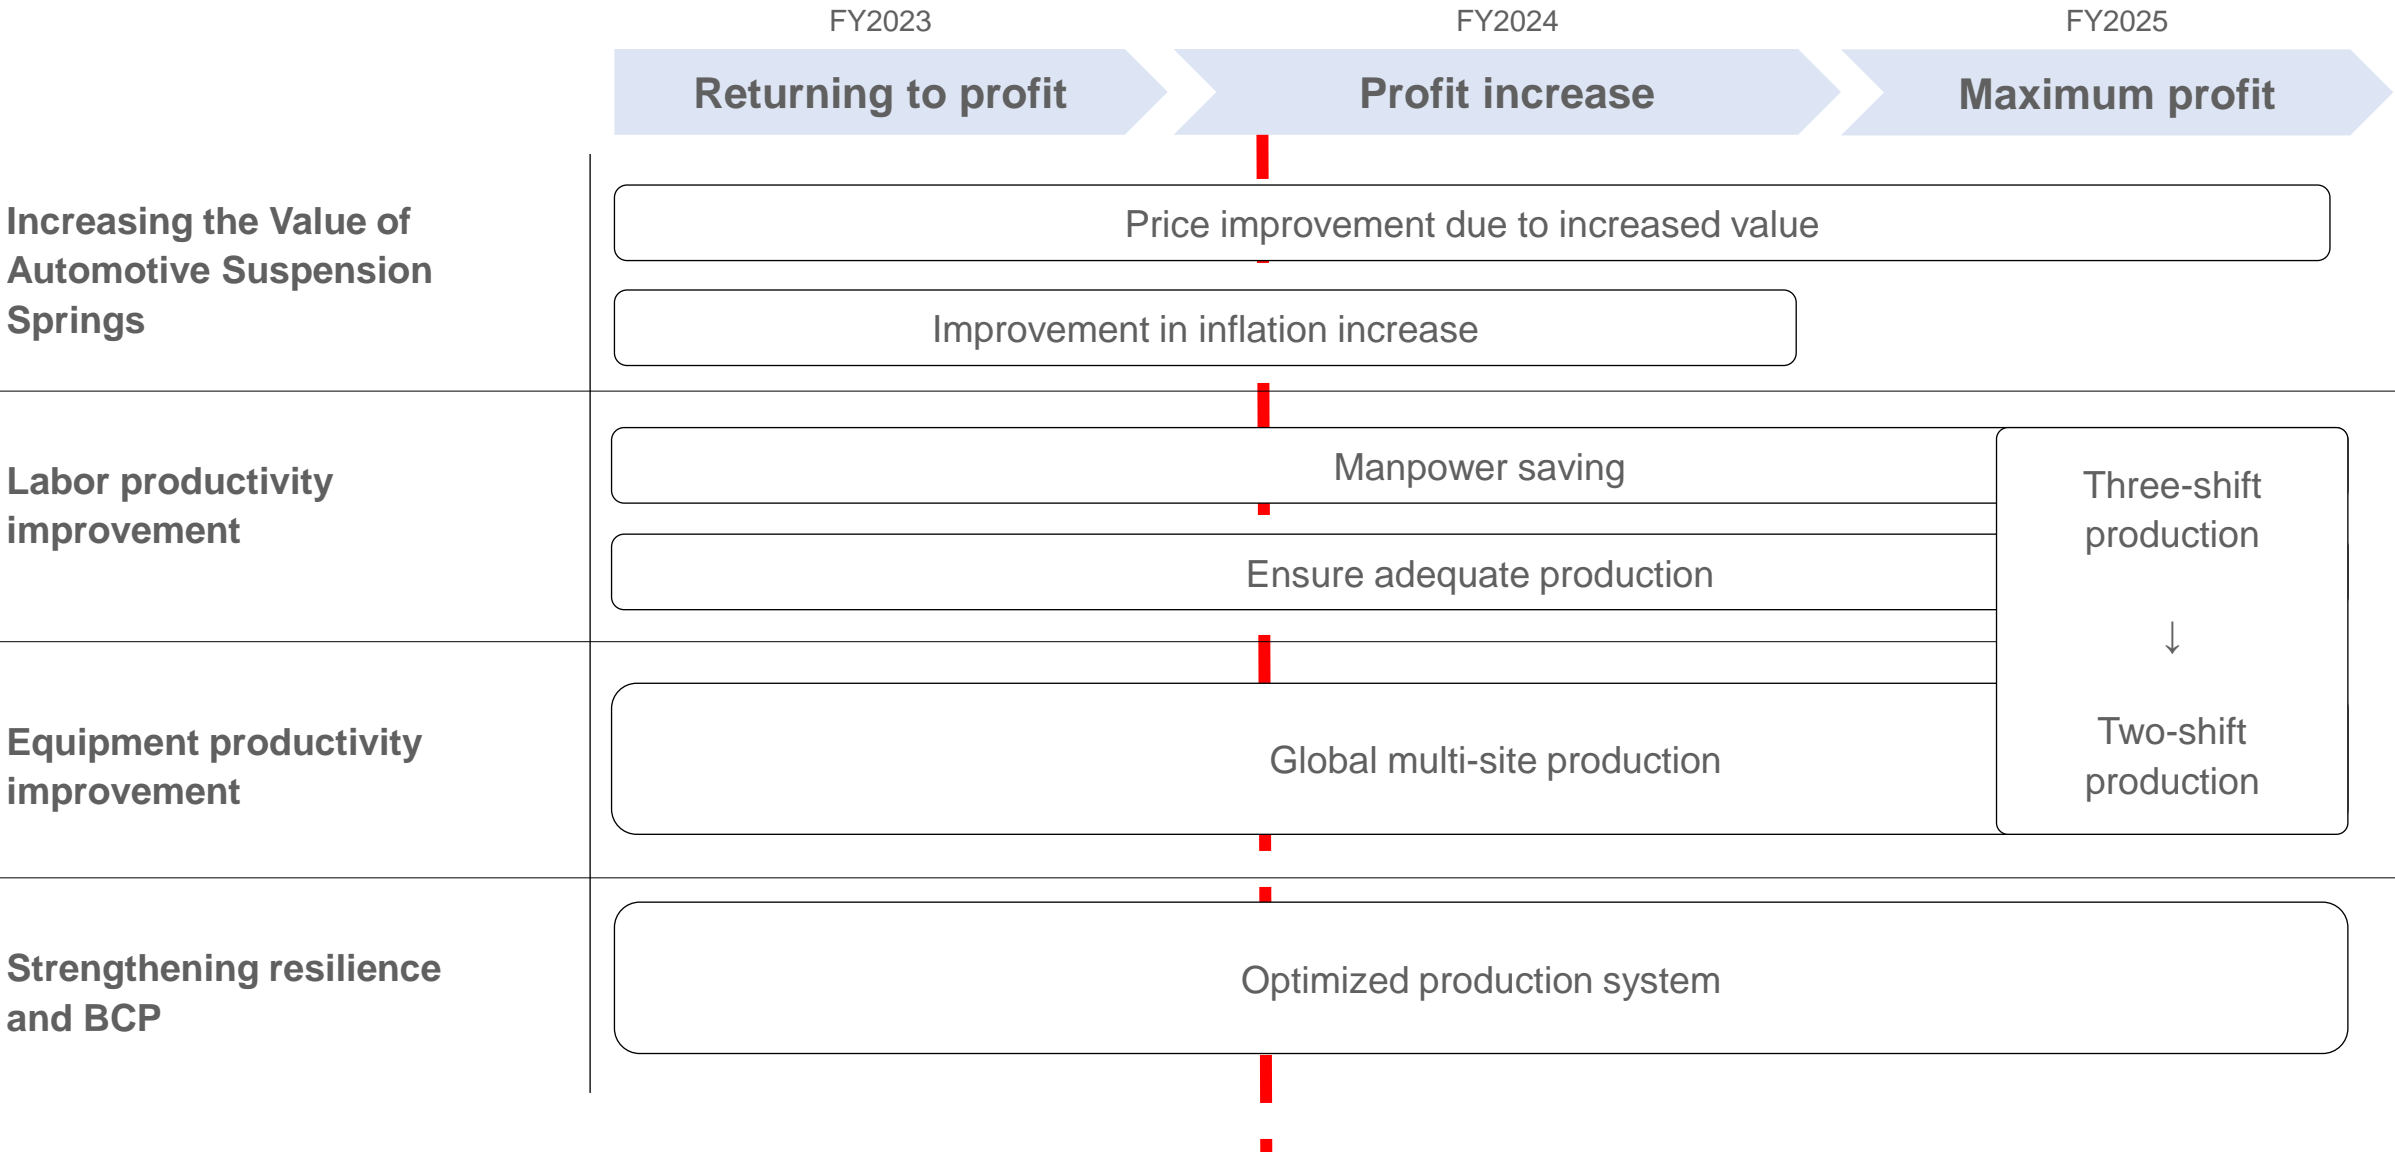 FY2023
FY2024
FY2025
Returning to profit
Profit increase
Maximum profit
Increasing the Value of
Automotive Suspension
Springs
Price improvement due to increased value
Improvement in inflation increase
Labor productivity
improvement
Manpower saving
Ensure adequate production
Three-shift
production
↓
Two-shift
production
Equipment productivity
improvement
Global multi-site production
Strengthening resilience
and BCP
Optimized production system